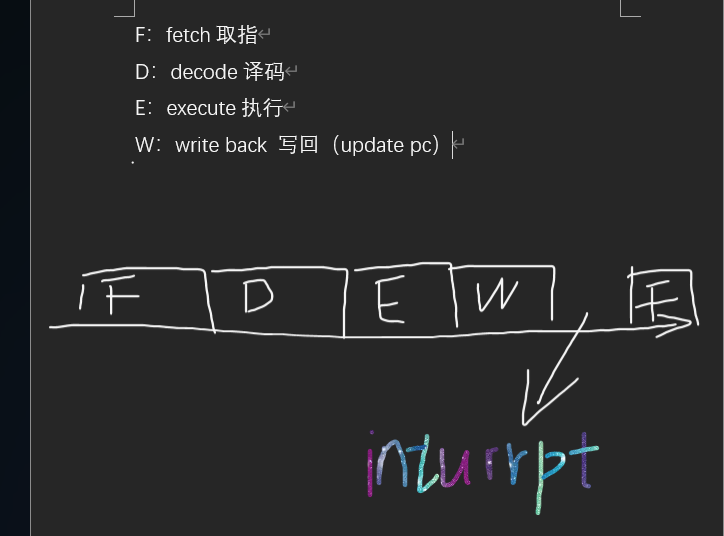 F：fetch 取指
D：decode 译码
E：execute 执行
W：write back 写回（update pc）
F D E W F
inturrpt